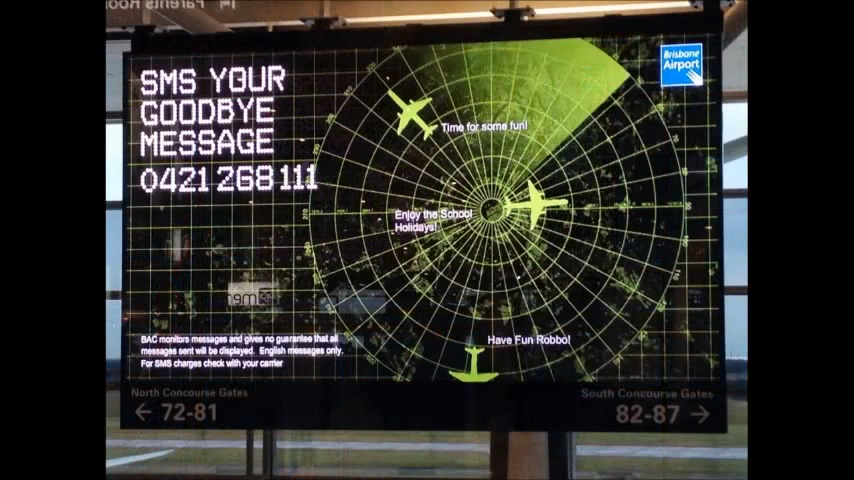 Parents Roo
SMS YOUR
GOODBYE
MESSAGE
0421 268 111
Brisbane
Airport
Time for some fun!
Enjoy the School
Holidays!
Have Fun Robbo!
BAC monitors messages and gives no guarantee that all
messages sent will be displayed. English messages only.
For SMS charges check with your carrier
North Concourse Gates
← 72-81
South Concourse Gates
82-87 →